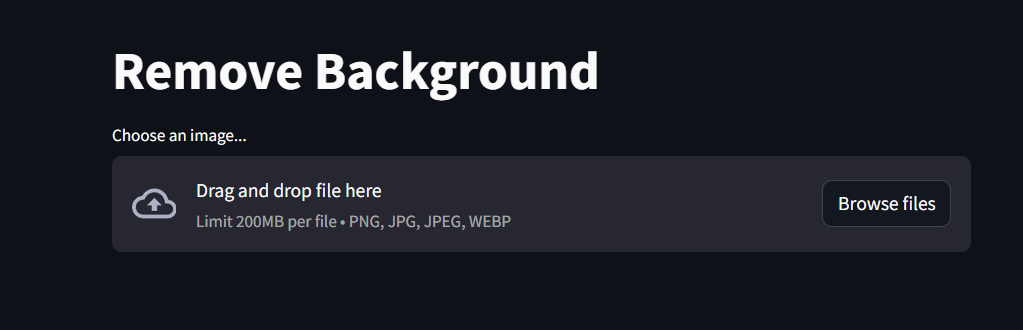 Remove Background
Choose an image...
Drag and drop file here
Limit 200MB per file • PNG, JPG, JPEG, WEBP
Browse files